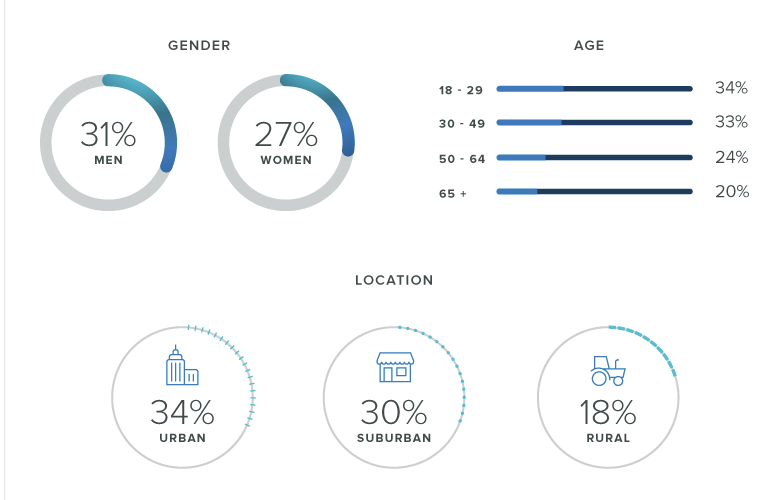 GENDER
31%
MEN
27%
WOMEN
AGE
18 - 29 34%
30 - 49 33%
50 - 64 24%
65 + 20%
LOCATION
34%
URBAN
30%
SUBURBAN
18%
RURAL